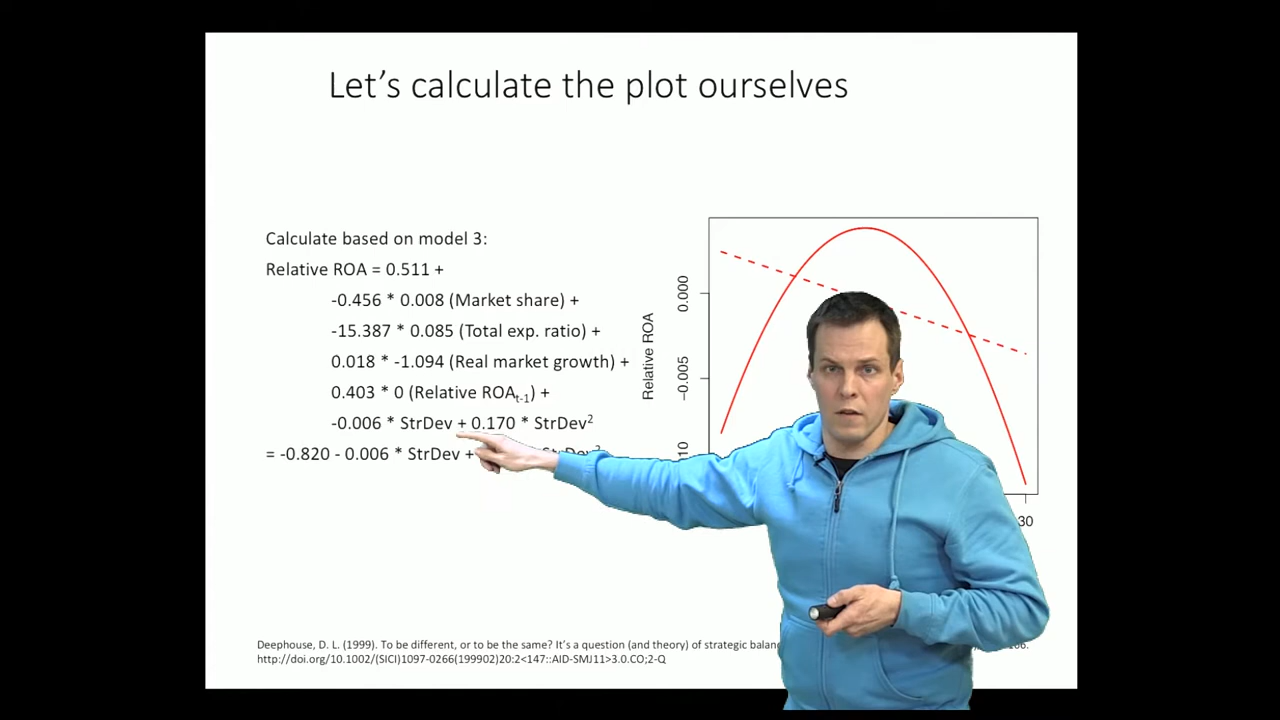 Let's calculate the plot ourselves
Calculate based on model 3:
Relative ROA = 0.511 +
-0.456 * 0.008 (Market share) +
-15.387 * 0.085 (Total exp. ratio) +
0.018 * -1.094 (Real market growth) +
0.403 * 0 (Relative ROAt-1) +
-0.006 * StrDev + 0.170 * StrDev²
= -0.820 - 0.006 * StrDev +
Relative ROA
0.000
-0.005
30
Deephouse, D. L. (1999). To be different, or to be the same? It's a question (and theory) of strategic
http://doi.org/10.1002/(SICI)1097-0266(199902)20:2<147::AID-SMJ11>3.0.CO;2-Q